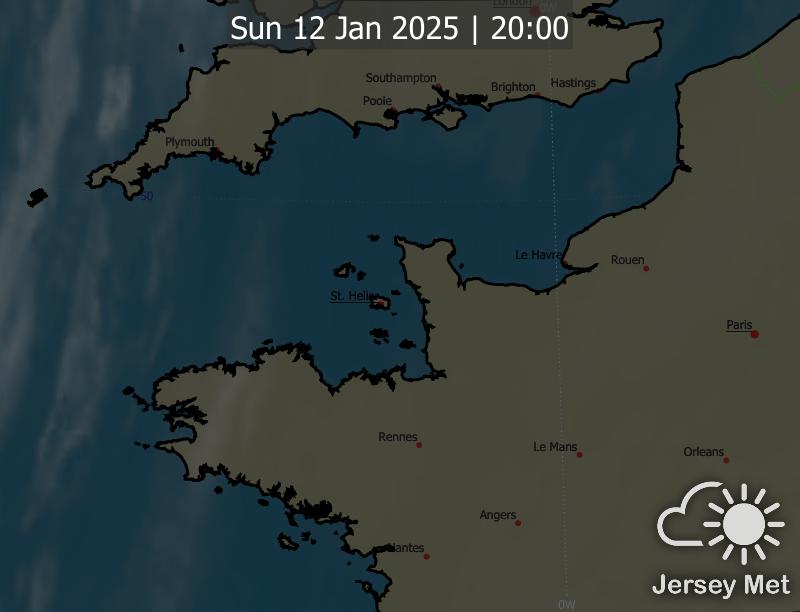 London
0W
Sun 12 Jan 2025 | 20:00
Southampton
Brighton
Hastings
Poole
Plymouth
50
Le Havre
Rouen
St. Helier
Paris
Rennes
Le Mans
Orleans
Angers
Nantes
Jersey Met
0W